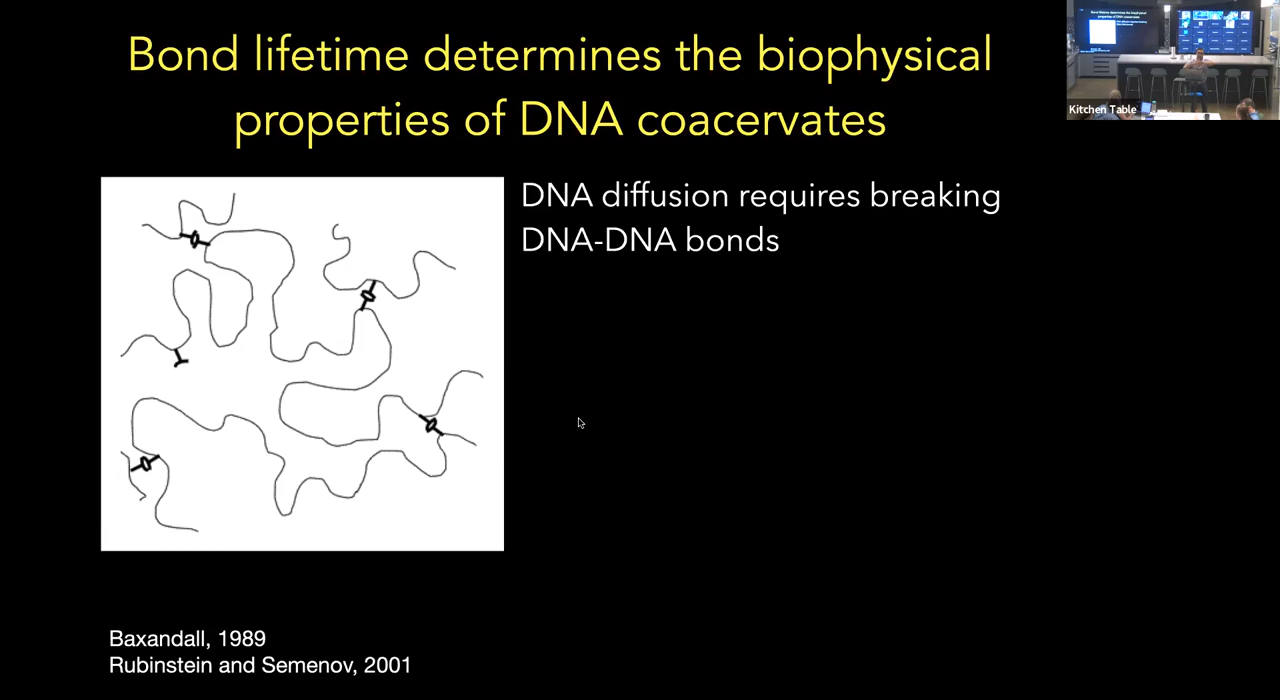 Bond lifetime determines the biophysical
properties of DNA coacervates
Kitchen Table
DNA diffusion requires breaking
DNA-DNA bonds
Baxandall, 1989
Rubinstein and Semenov, 2001